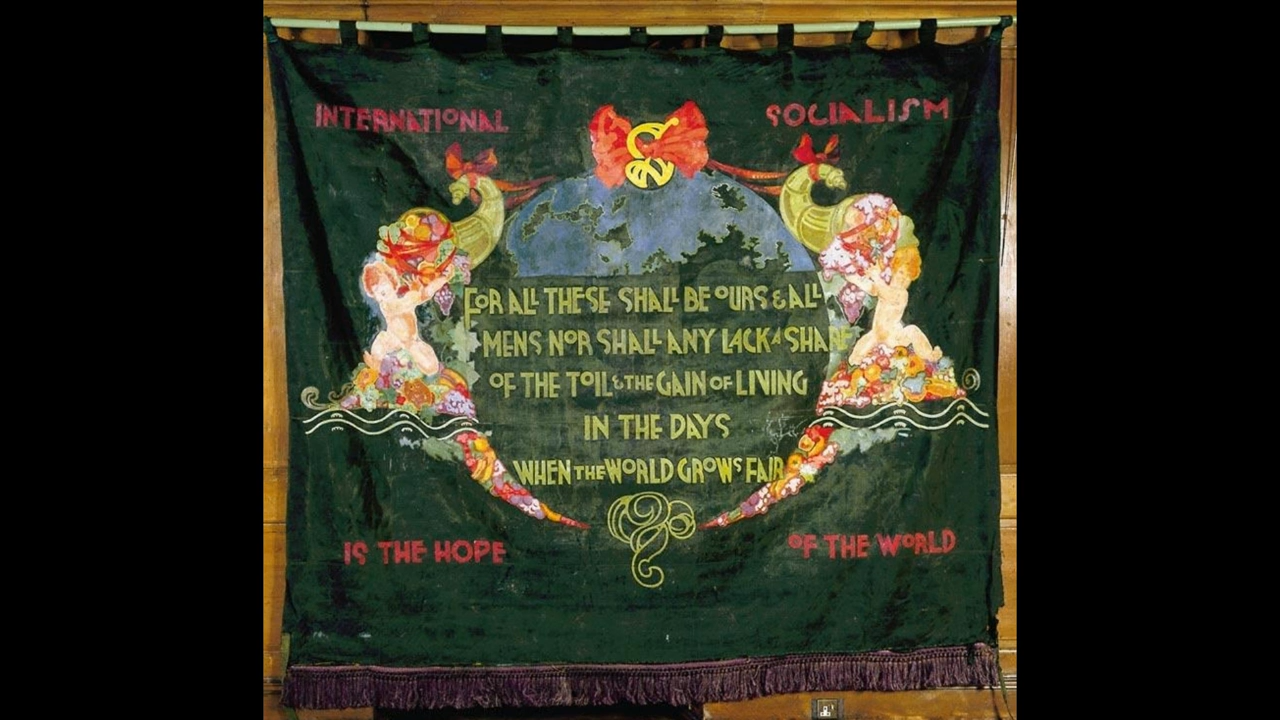 INTERNATIONAL SOCIALISM
FOR ALL THESE SHALL BE OURS & ALL
MENS NOR SHALL ANY LACK A SHARE
OF THE TOIL & THE GAIN OF LIVING
IN THE DAYS
WHEN THE WORLD GROWS FAIR
IS THE HOPE OF THE WORLD